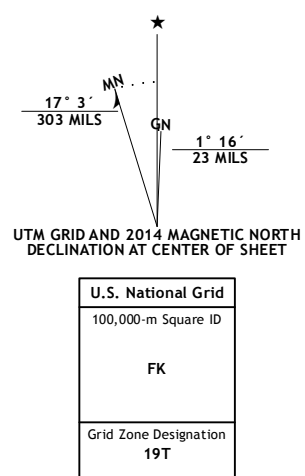 ★
MN
GN
17° 3´
303 MILS
1° 16´
23 MILS
UTM GRID AND 2014 MAGNETIC NORTH
DECLINATION AT CENTER OF SHEET
U.S. National Grid
100,000-m Square ID
FK
Grid Zone Designation
19T